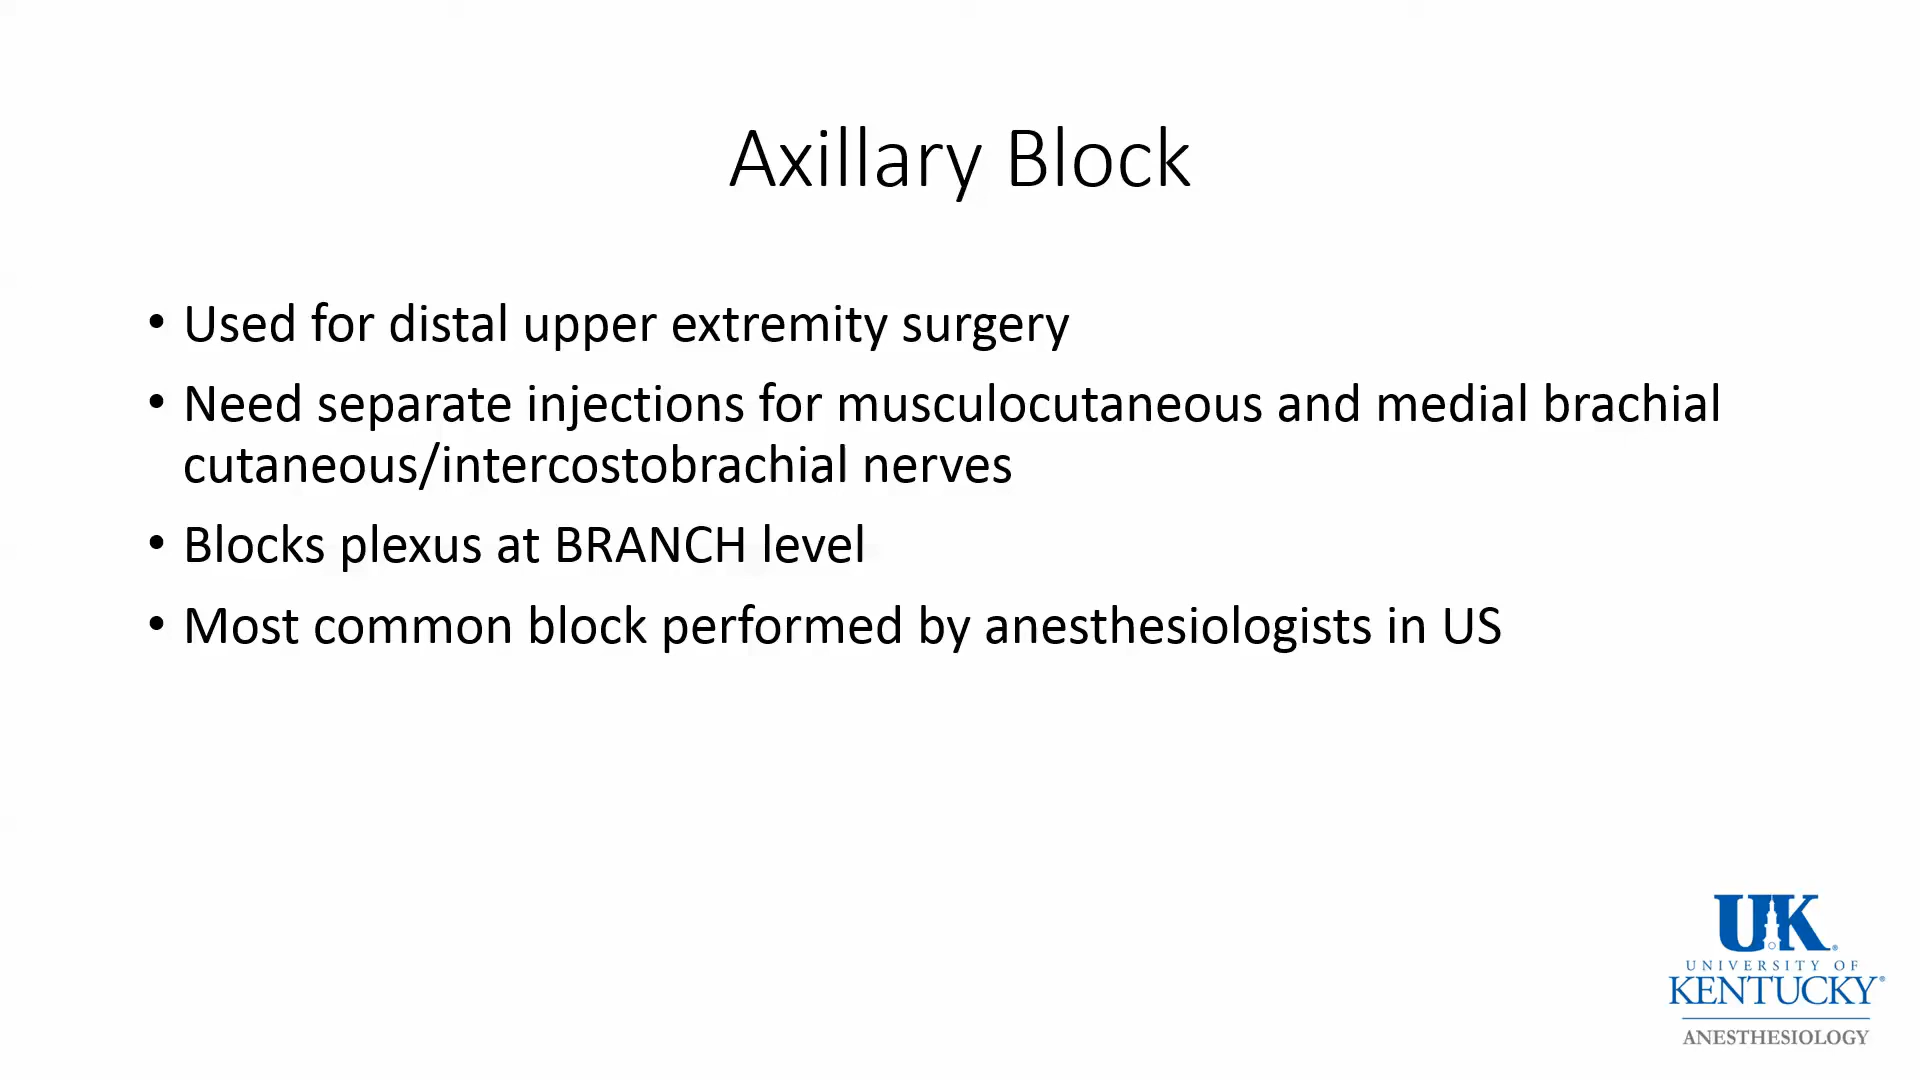 Axillary Block
• Used for distal upper extremity surgery
• Need separate injections for musculocutaneous and medial brachial
cutaneous/intercostobrachial nerves
• Blocks plexus at BRANCH level
• Most common block performed by anesthesiologists in US
UK®
UNIVERSITY OF
KENTUCKY®
ANESTHESIOLOGY